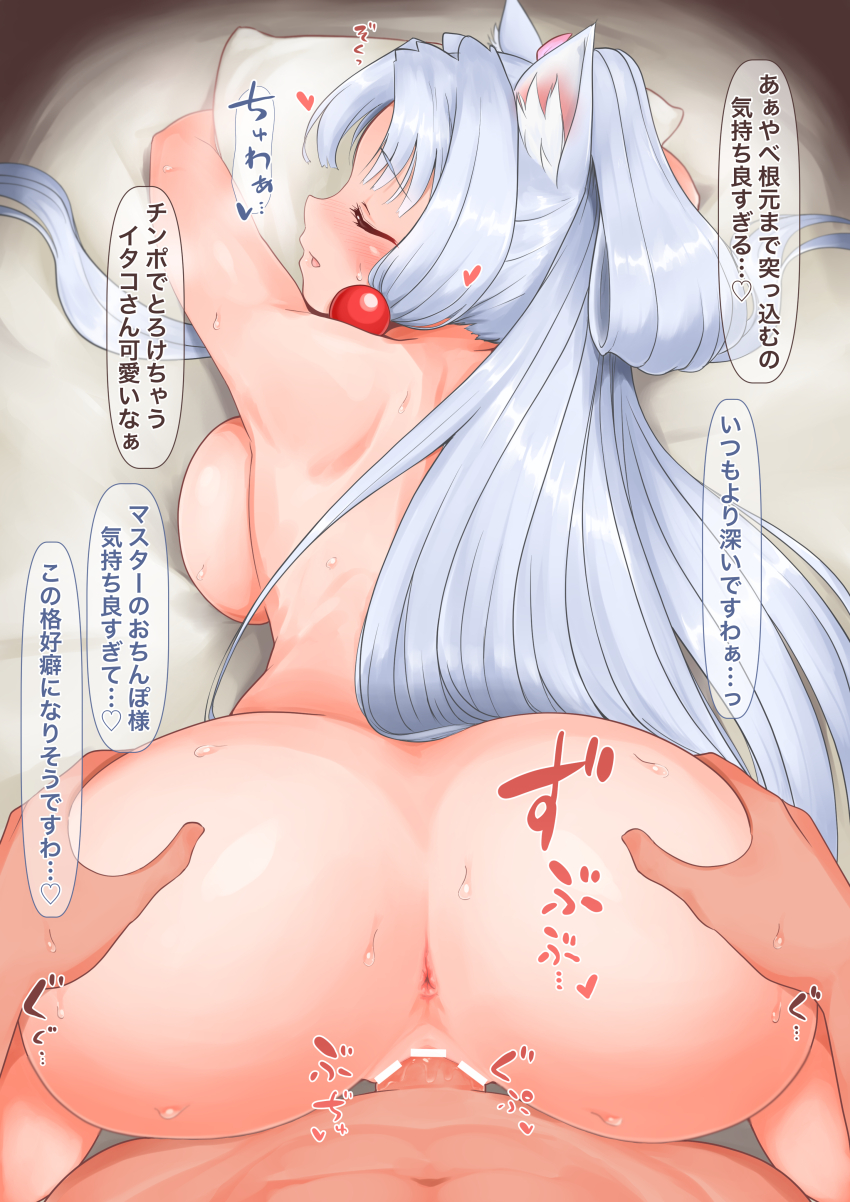 あぁやべ根元まで突っ込むの
気持ち良すぎる…♡
ぞくっ
ちゅわぁ…
チンポでとろけちゃう
イタコさん可愛いなぁ
いつもより深いですわぁ…っ
マスターのおちんぽ様
気持ち良すぎて…♡
この格好癖になりそうですわ…♡
ず
ぶぶ…
ぐ…
ぐぷ…
ぶぢゅ
ぐぐ…